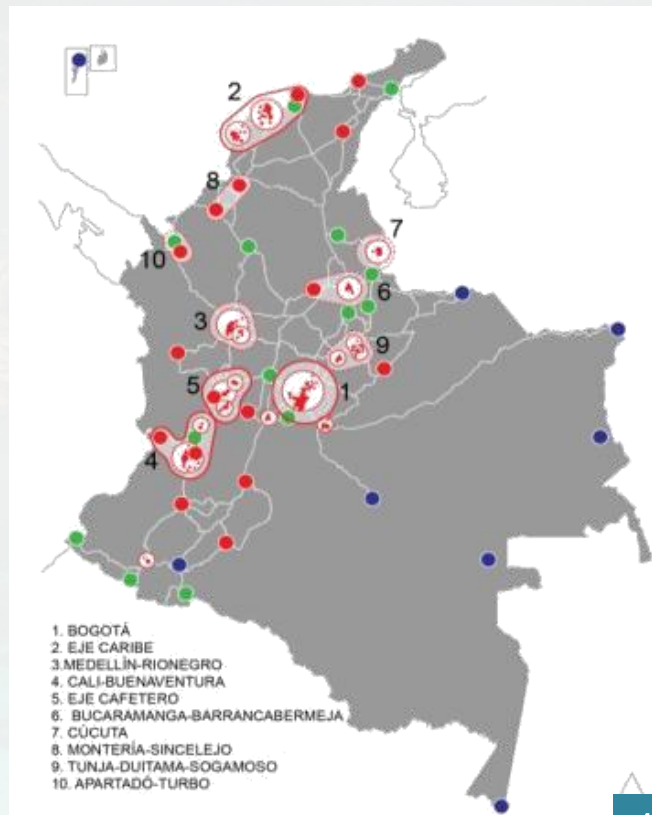 2
8
7
10
6
3
9
5
1
4
1. BOGOTÁ
2. EJE CARIBE
3.MEDELLÍN-RIONEGRO
4. CALI-BUENAVENTURA
5. EJE CAFETERO
6. BUCARAMANGA-BARRANCABERMEJA
7. CÚCUTA
8. MONTERÍA-SINCELEJO
9. TUNJA-DUITAMA-SOGAMOSO
10. APARTADÓ-TURBO